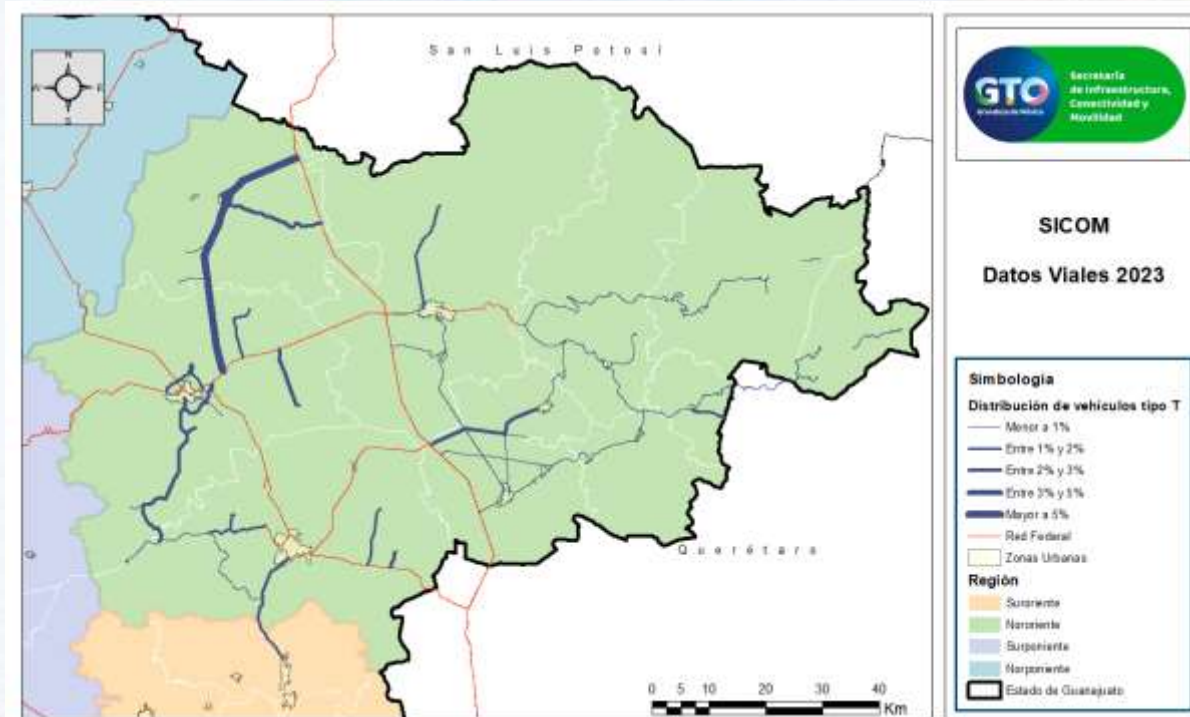 San Luis Potosí
N
E
S
Querétaro
0 5 10 20 30 40
Km
GTO
Secretaría
de Infraestructura,
Conectividad y
Movilidad
SICOM
Datos Viales 2023
Simbología
Distribución de vehículos tipo T
Menor a 1%
Entre 1% y 2%
Entre 2% y 3%
Entre 3% y 5%
Mayor a 5%
Red Federal
Zonas Urbanas
Región
Suroriente
Nororiente
Surponiente
Norponiente
Estado de Guanajuato